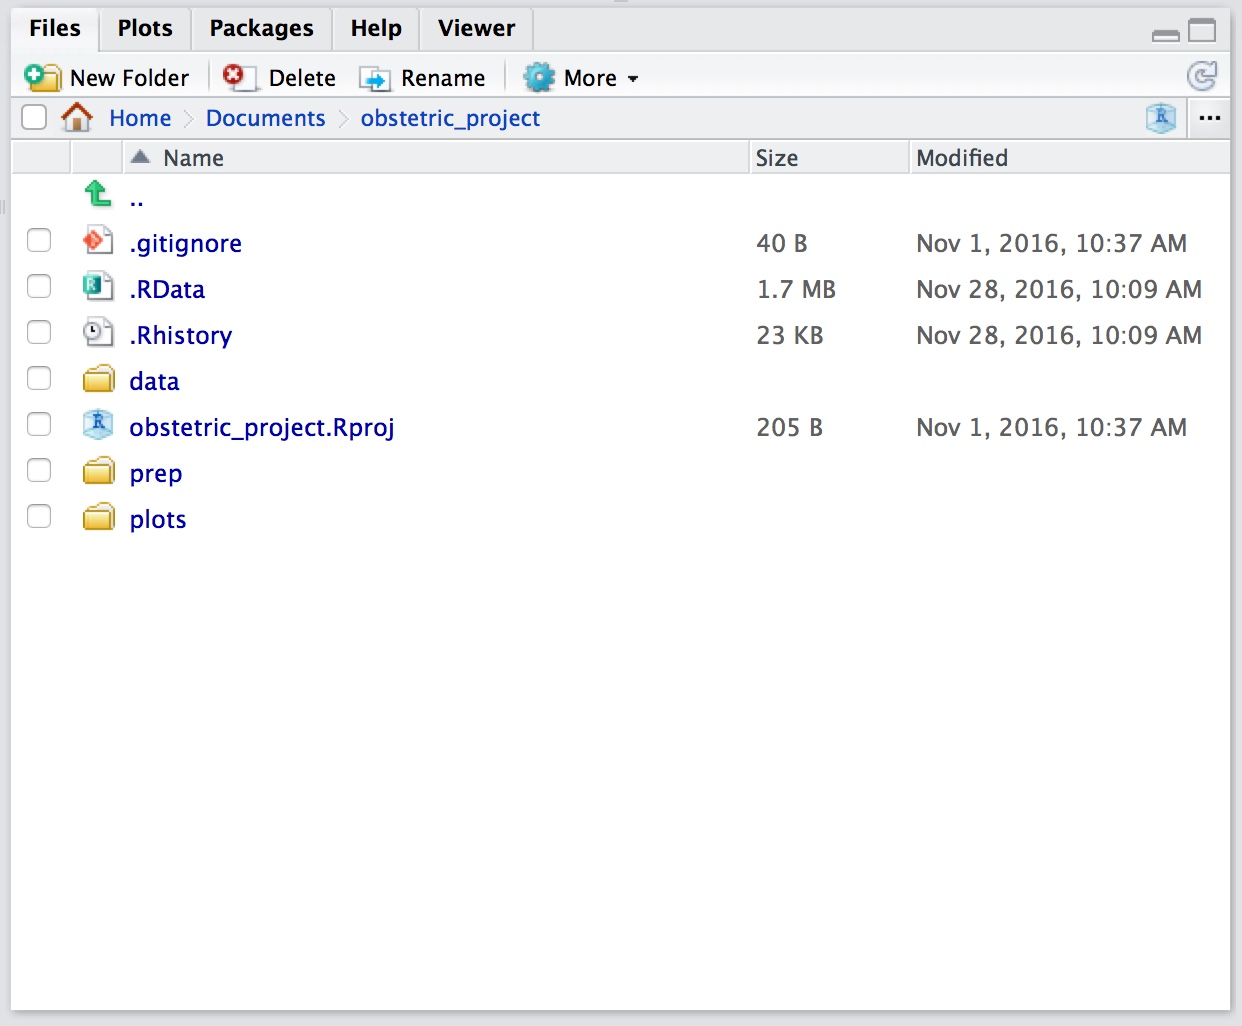 Files Plots Packages Help Viewer
New Folder Delete Rename More
Home Documents obstetric_project ...
Name Size Modified
..
.gitignore 40 B Nov 1, 2016, 10:37 AM
.RData 1.7 MB Nov 28, 2016, 10:09 AM
.Rhistory 23 KB Nov 28, 2016, 10:09 AM
data
obstetric_project.Rproj 205 B Nov 1, 2016, 10:37 AM
prep
plots